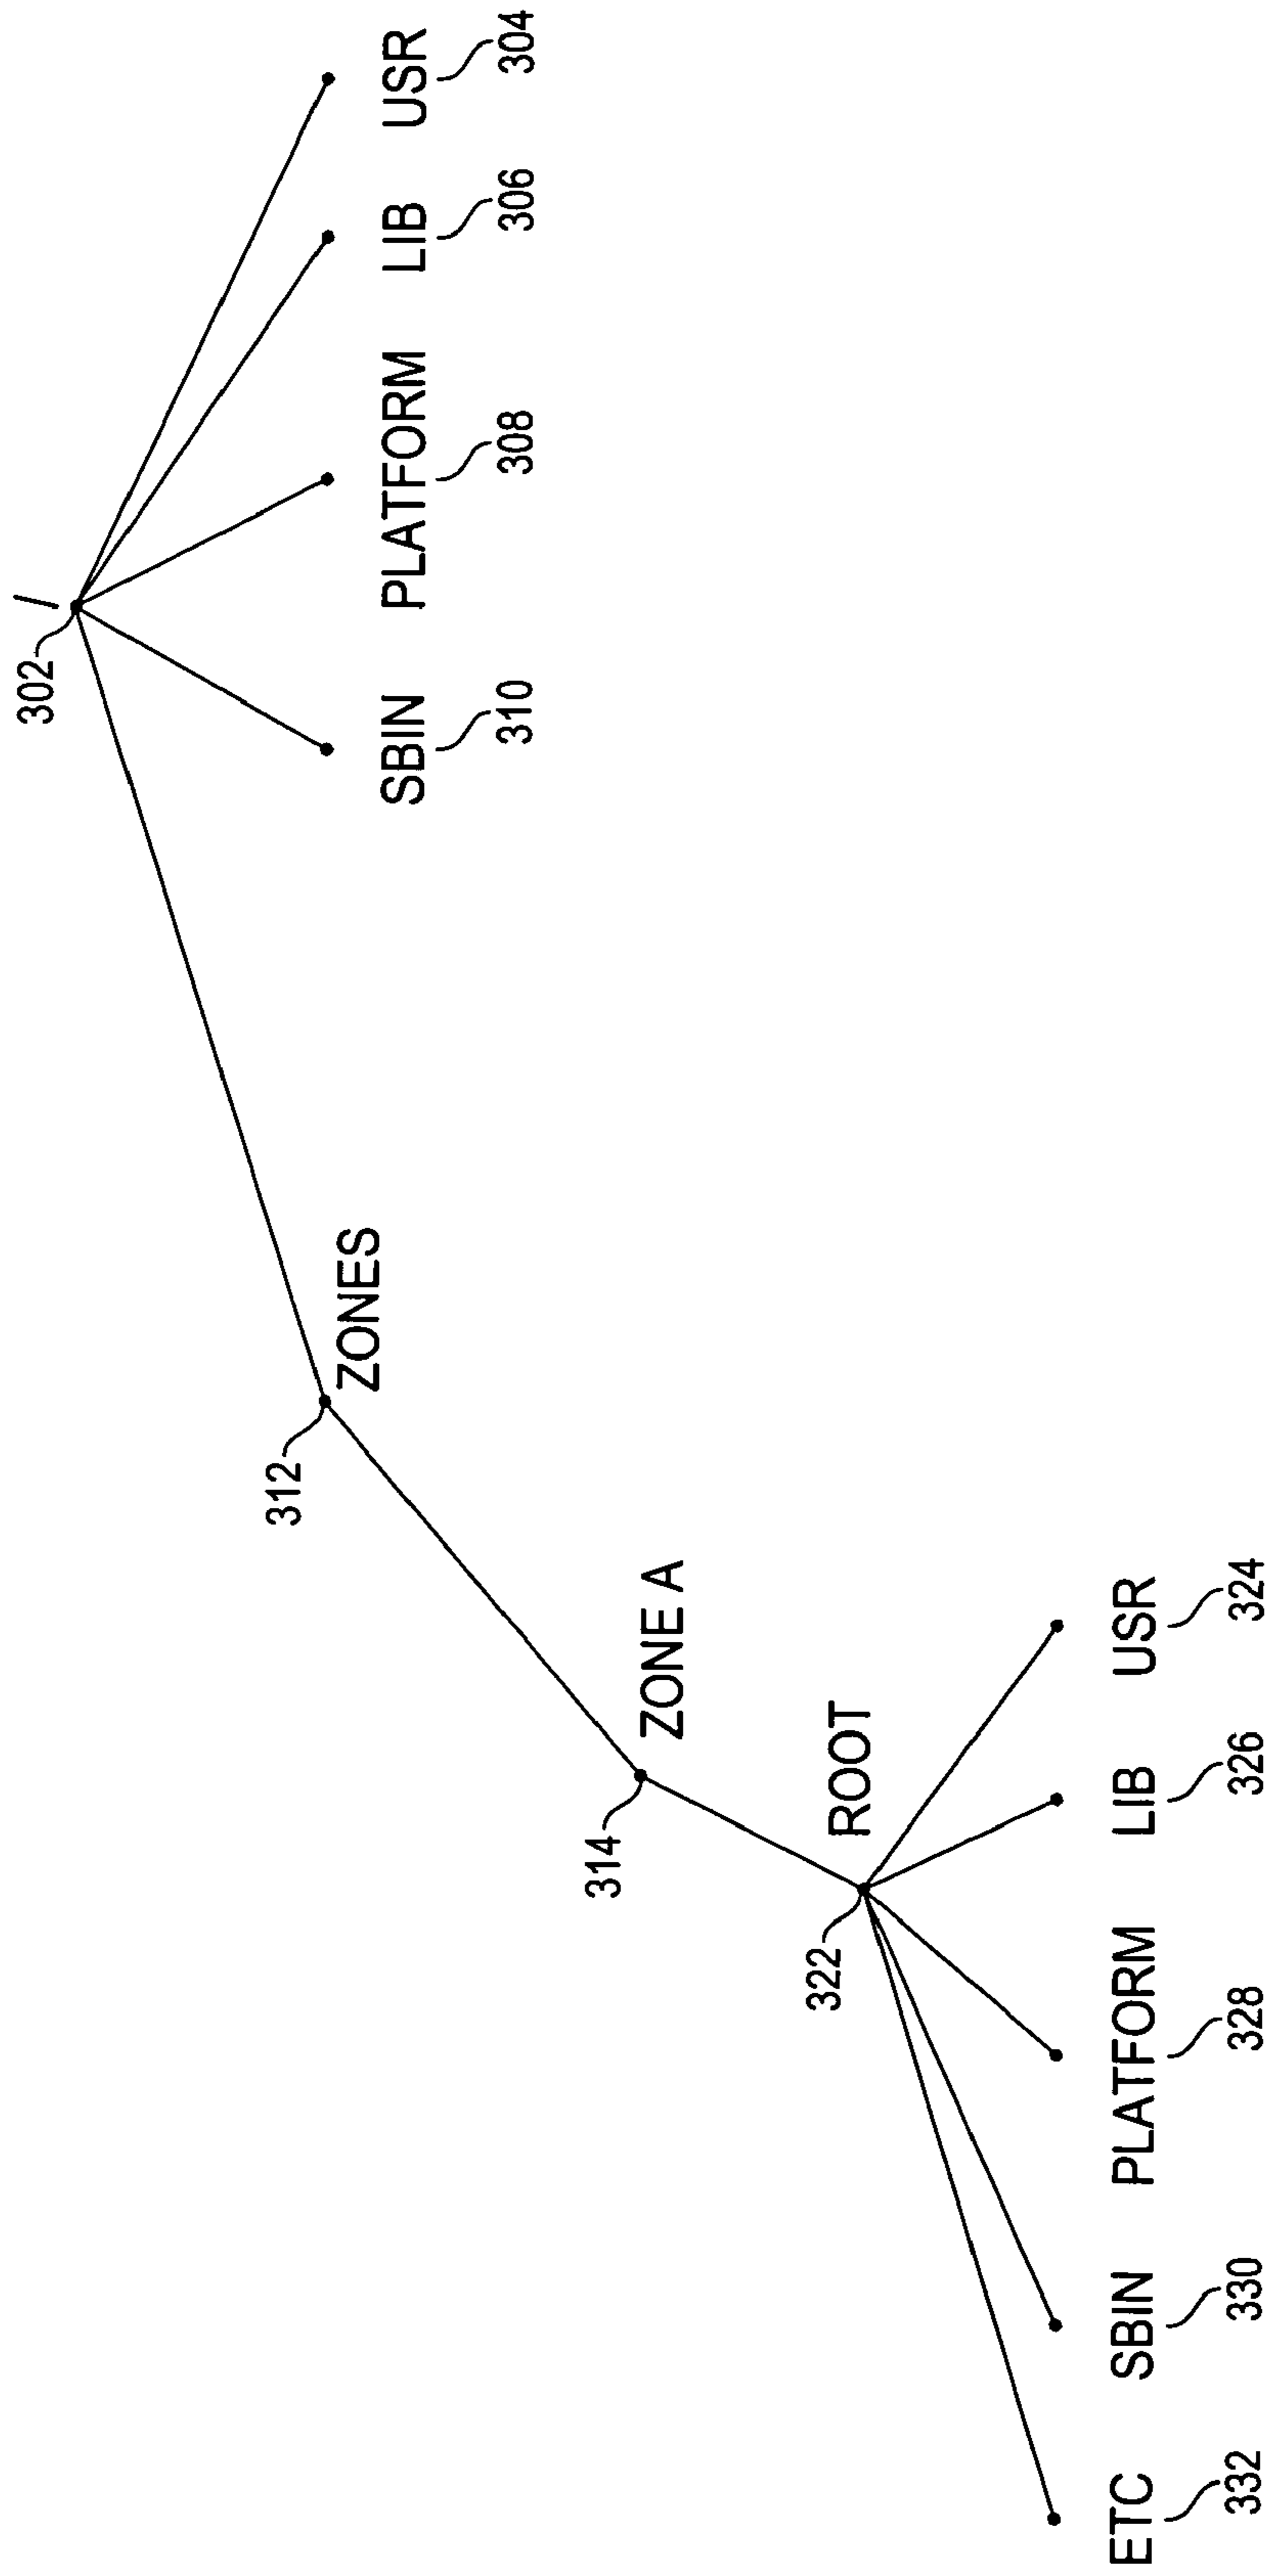 /
302
312
ZONES
SBIN PLATFORM LIB USR
310 308 306 304
314
ZONE A
322
ROOT
ETC SBIN PLATFORM LIB USR
332 330 328 326 324